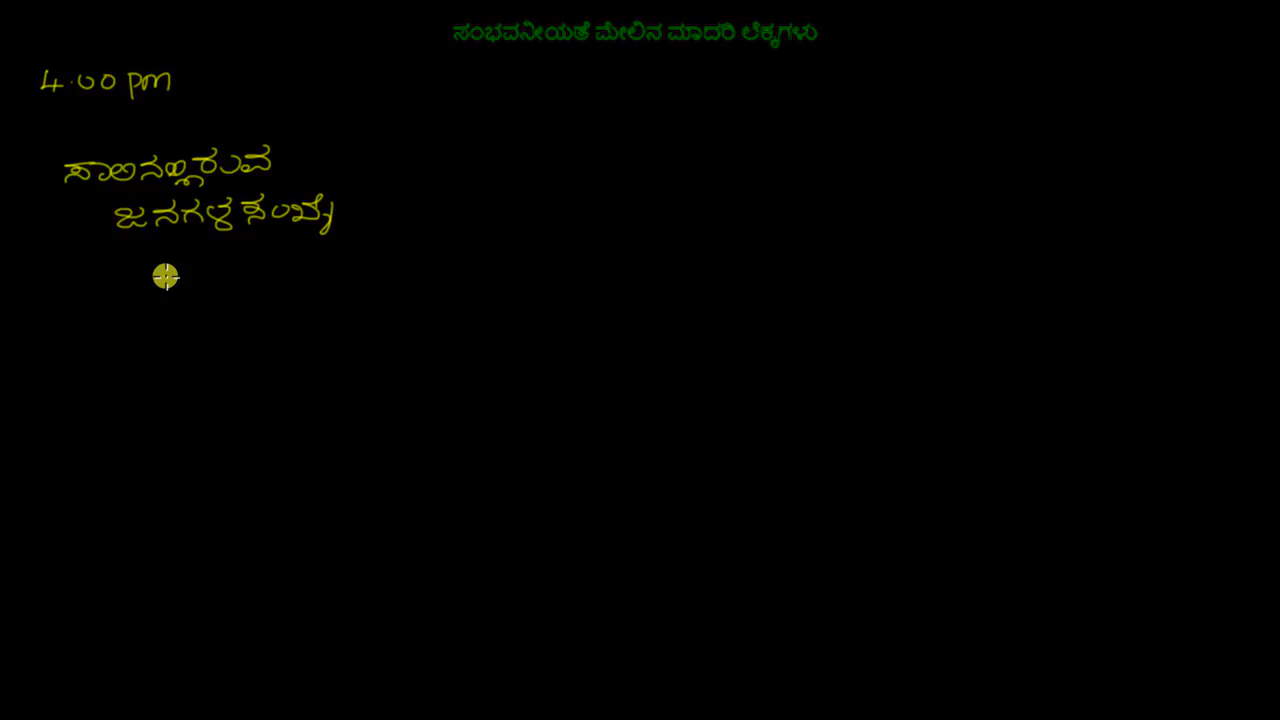 ಸಂಭವನೀಯತೆ ಮೇಲಿನ ಮಾದರಿ ಲೆಕ್ಕಗಳು
4.00 pm
ಸಾಲಿನಲ್ಲಿರುವ
ಜನಗಳ ಸಂಖ್ಯೆ